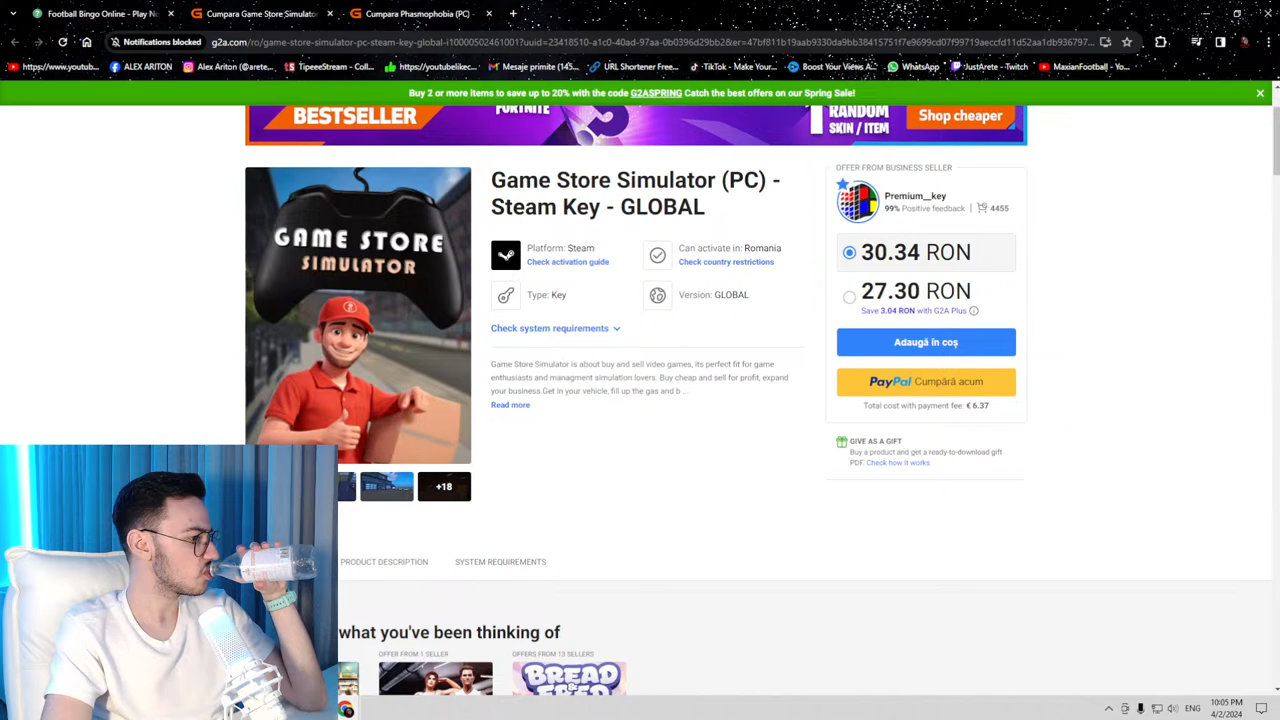 Football Bingo Online - Play N
Cumpara Game Store Simulator
Cumpara Phasmophobia (PC) -
Notifications blocked
g2a.com/ro/game-store-simulator-pc-steam-key-global-i10000502461001?uuid=23418510-a1c0-40ad-97aa-0b0396d29bb2&er=47bf811b19aab9330da9bb38415751f7e9699cd07f99719aeccfd11d52aa1db936797...
https://www.youtub...
ALEX ARITON
Alex Ariton (@arete...
TipeeeStream - Coll...
https://youtubelikec...
Mesaje primite (145...
URL Shortener Free...
TikTok - Make Your...
Boost Your Views A...
WhatsApp
JustArete - Twitch
MaxianFootball - Yo...
Buy 2 or more items to save up to 20% with the code G2ASPRING Catch the best offers on our Spring Sale!
BESTSELLER
FORTNITE
RANDOM
SKIN / ITEM
Shop cheaper
GAME STORE
SIMULATOR
+18
Game Store Simulator (PC) -
Steam Key - GLOBAL
Platform: Steam
Check activation guide
Can activate in: Romania
Check country restrictions
Type: Key
Version: GLOBAL
Check system requirements
Game Store Simulator is about buy and sell video games, its perfect fit for game
enthusiasts and managment simulation lovers. Buy cheap and sell for profit, expand
your business.Get in your vehicle, fill up the gas and b ...
Read more
OFFER FROM BUSINESS SELLER
Premium__key
99% Positive feedback | 4455
30.34 RON
27.30 RON
Save 3.04 RON with G2A Plus
Adaugă în coș
PayPal Cumpără acum
Total cost with payment fee: € 6.37
GIVE AS A GIFT
Buy a product and get a ready-to-download gift
PDF. Check how it works
PRODUCT DESCRIPTION
SYSTEM REQUIREMENTS
what you've been thinking of
OFFER FROM 1 SELLER
OFFERS FROM 13 SELLERS
BREAD
& FRED
ENG
10:05 PM
4/2/2024